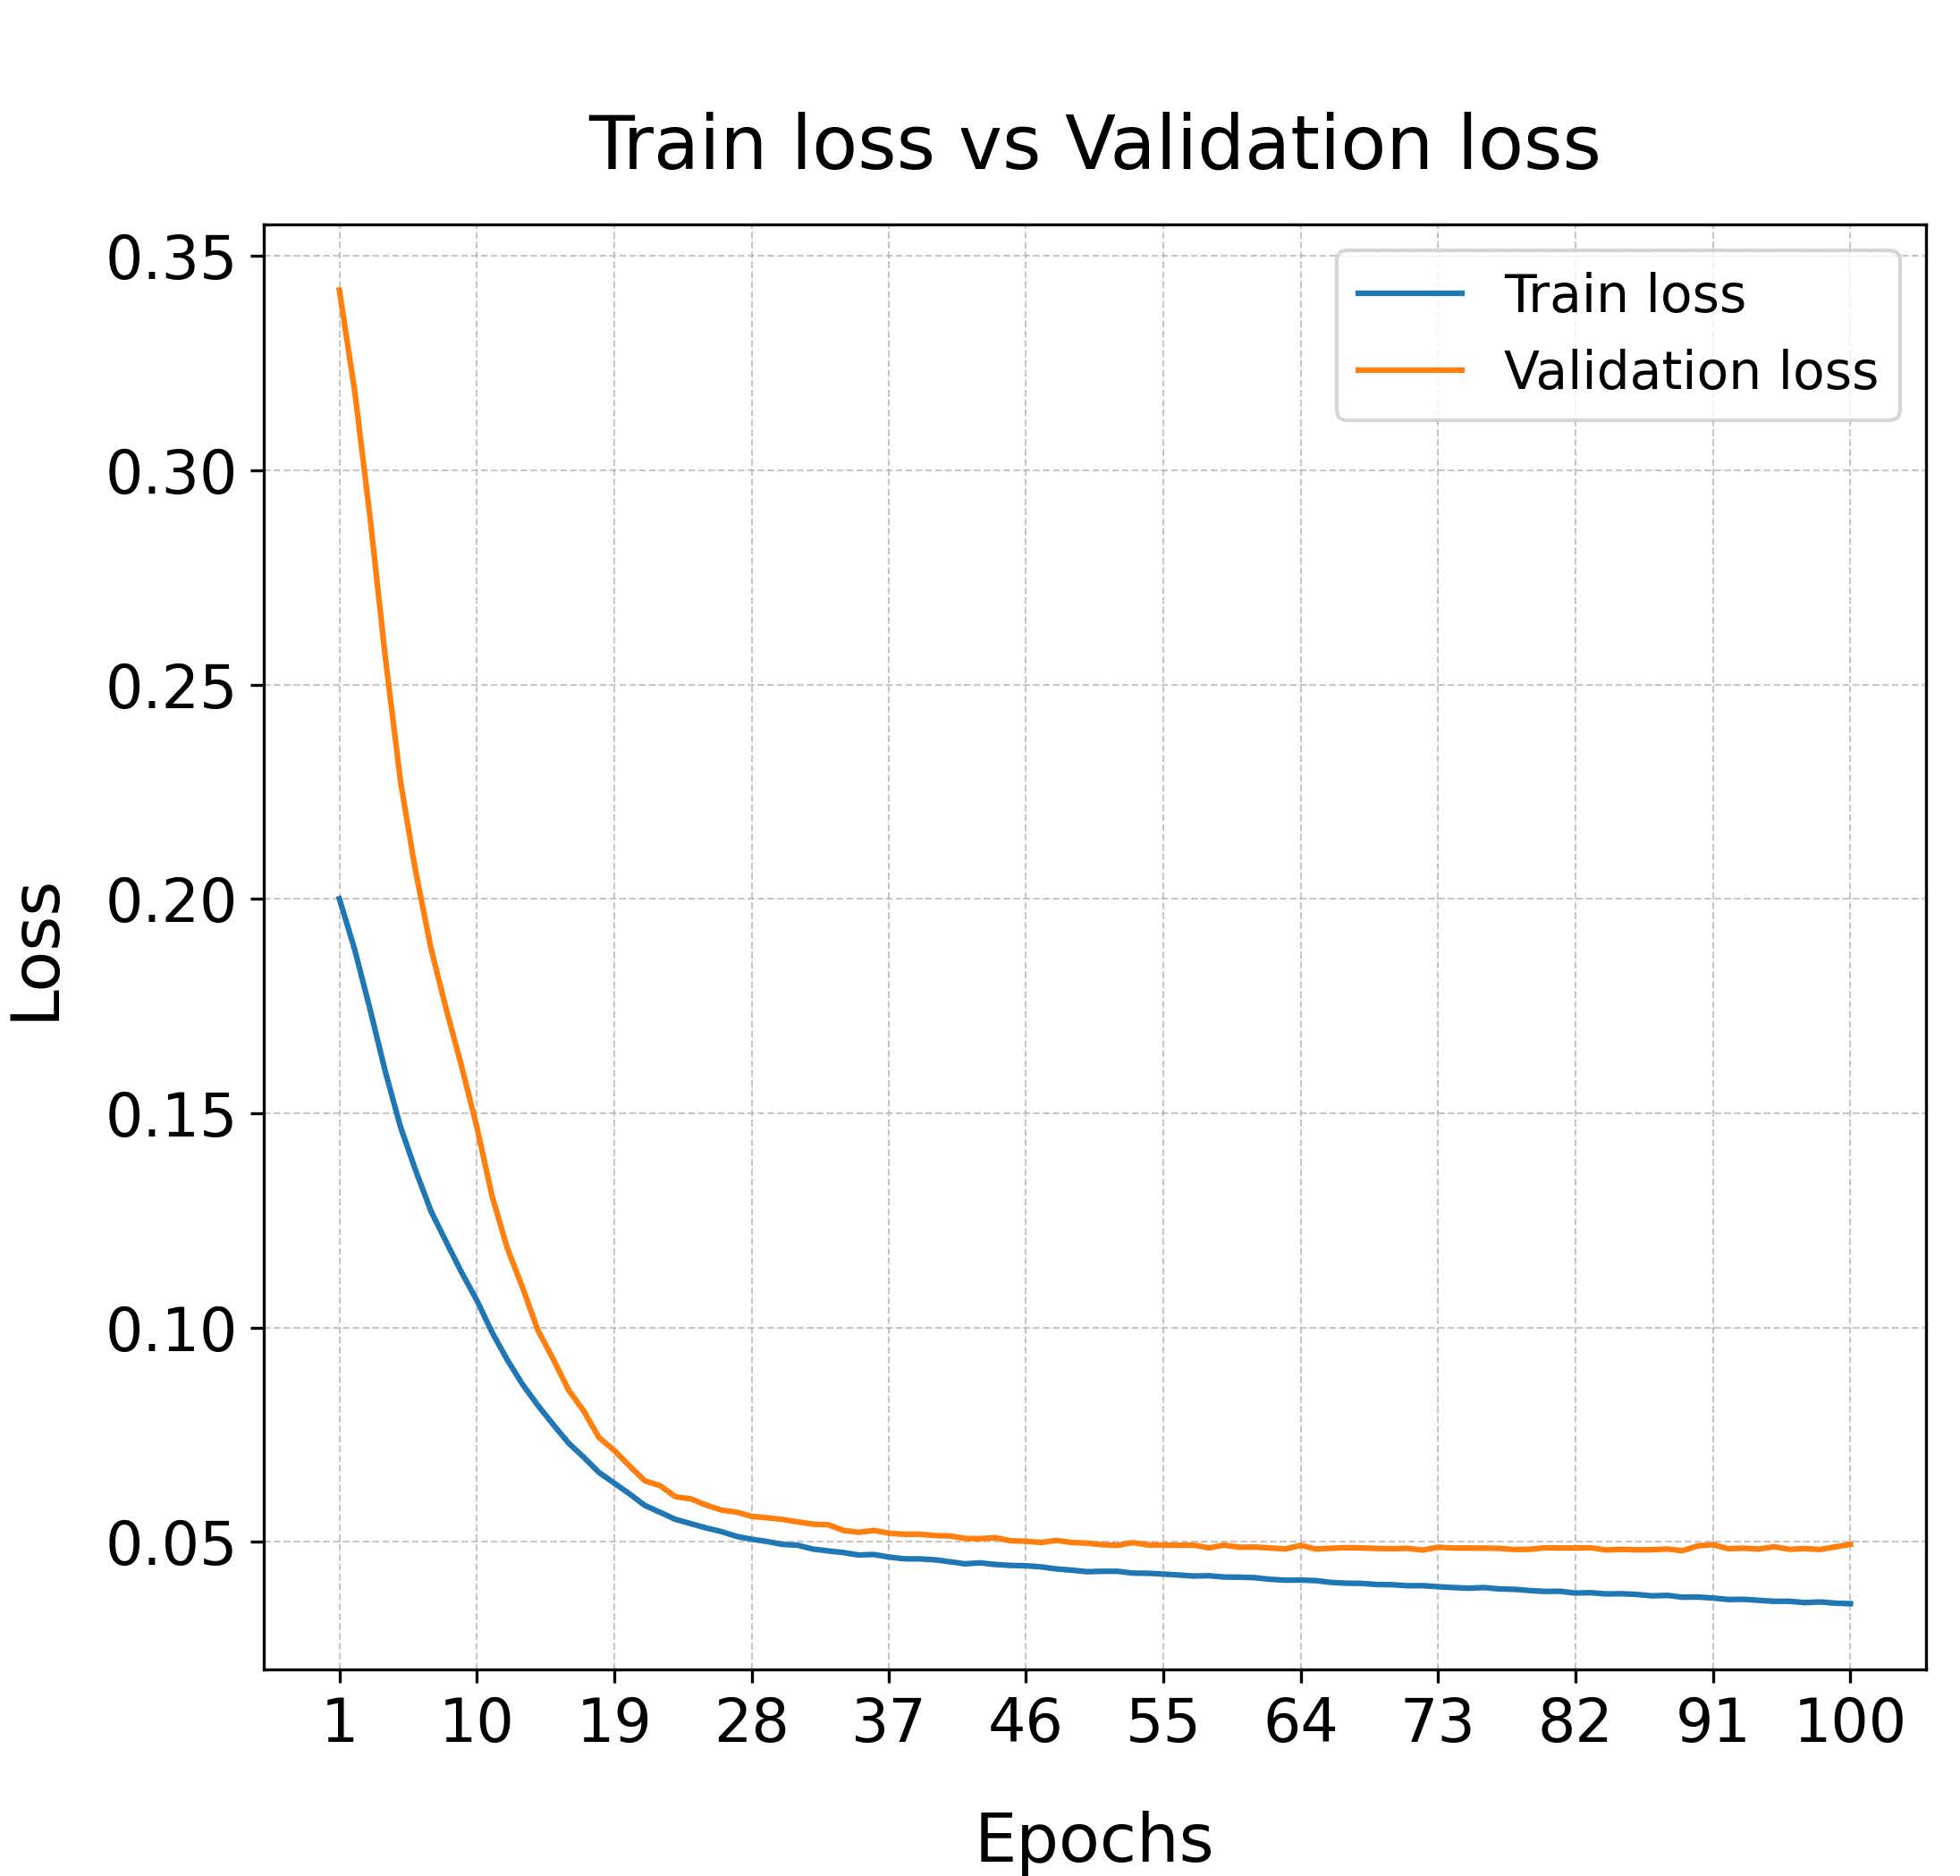 Train loss vs Validation loss
Train loss
Validation loss
0.35
0.30
0.25
0.20
0.15
0.10
0.05
Loss
1 10 19 28 37 46 55 64 73 82 91 100
Epochs